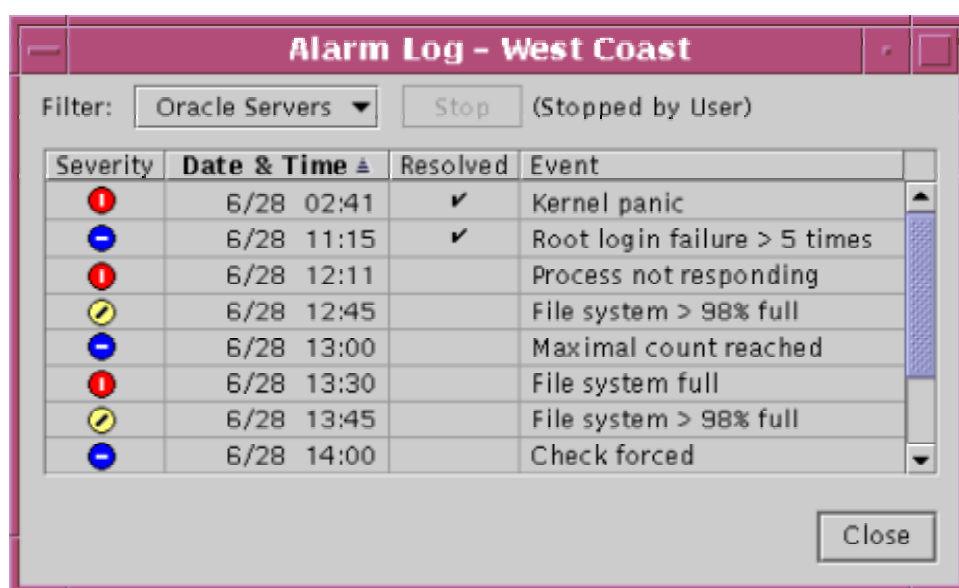 Alarm Log – West Coast
Filter: Oracle Servers Stop (Stopped by User)
Severity Date & Time Resolved Event
6/28 02:41 ✔ Kernel panic
6/28 11:15 ✔ Root login failure > 5 times
6/28 12:11 Process not responding
6/28 12:45 File system > 98% full
6/28 13:00 Maximal count reached
6/28 13:30 File system full
6/28 13:45 File system > 98% full
6/28 14:00 Check forced
Close